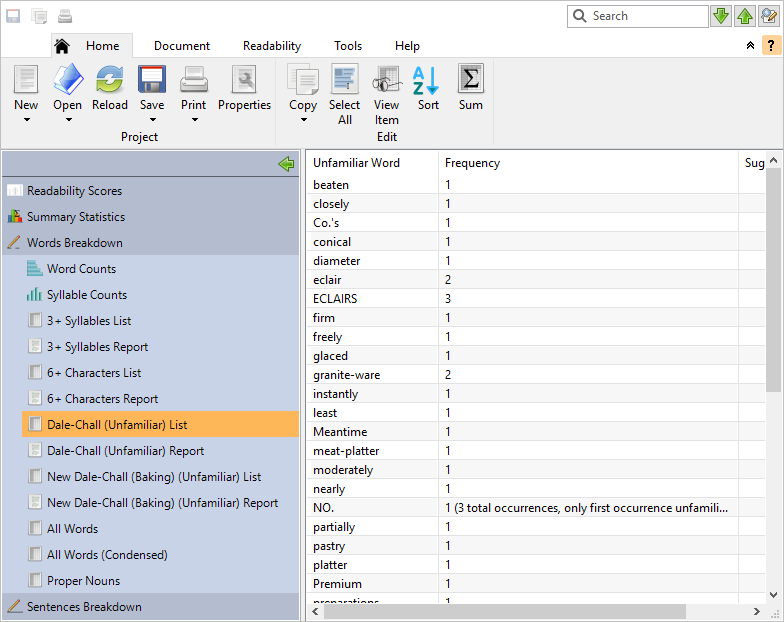 Search
Home Document Readability Tools Help
?
New Open Reload Save Print Properties Copy Select All View Item Sort Sum
Project Edit
Readability Scores
Summary Statistics
Words Breakdown
Word Counts
Syllable Counts
3+ Syllables List
3+ Syllables Report
6+ Characters List
6+ Characters Report
Dale-Chall (Unfamiliar) List
Dale-Chall (Unfamiliar) Report
New Dale-Chall (Baking) (Unfamiliar) List
New Dale-Chall (Baking) (Unfamiliar) Report
All Words
All Words (Condensed)
Proper Nouns
Sentences Breakdown
Unfamiliar Word Frequency Sug
beaten 1
closely 1
Co.'s 1
conical 1
diameter 1
eclair 2
ECLAIRS 3
firm 1
freely 1
glaced 1
granite-ware 2
instantly 1
least 1
Meantime 1
meat-platter 1
moderately 1
nearly 1
NO. 1 (3 total occurrences, only first occurrence unfamili...
partially 1
pastry 1
platter 1
Premium 1
preparations 1